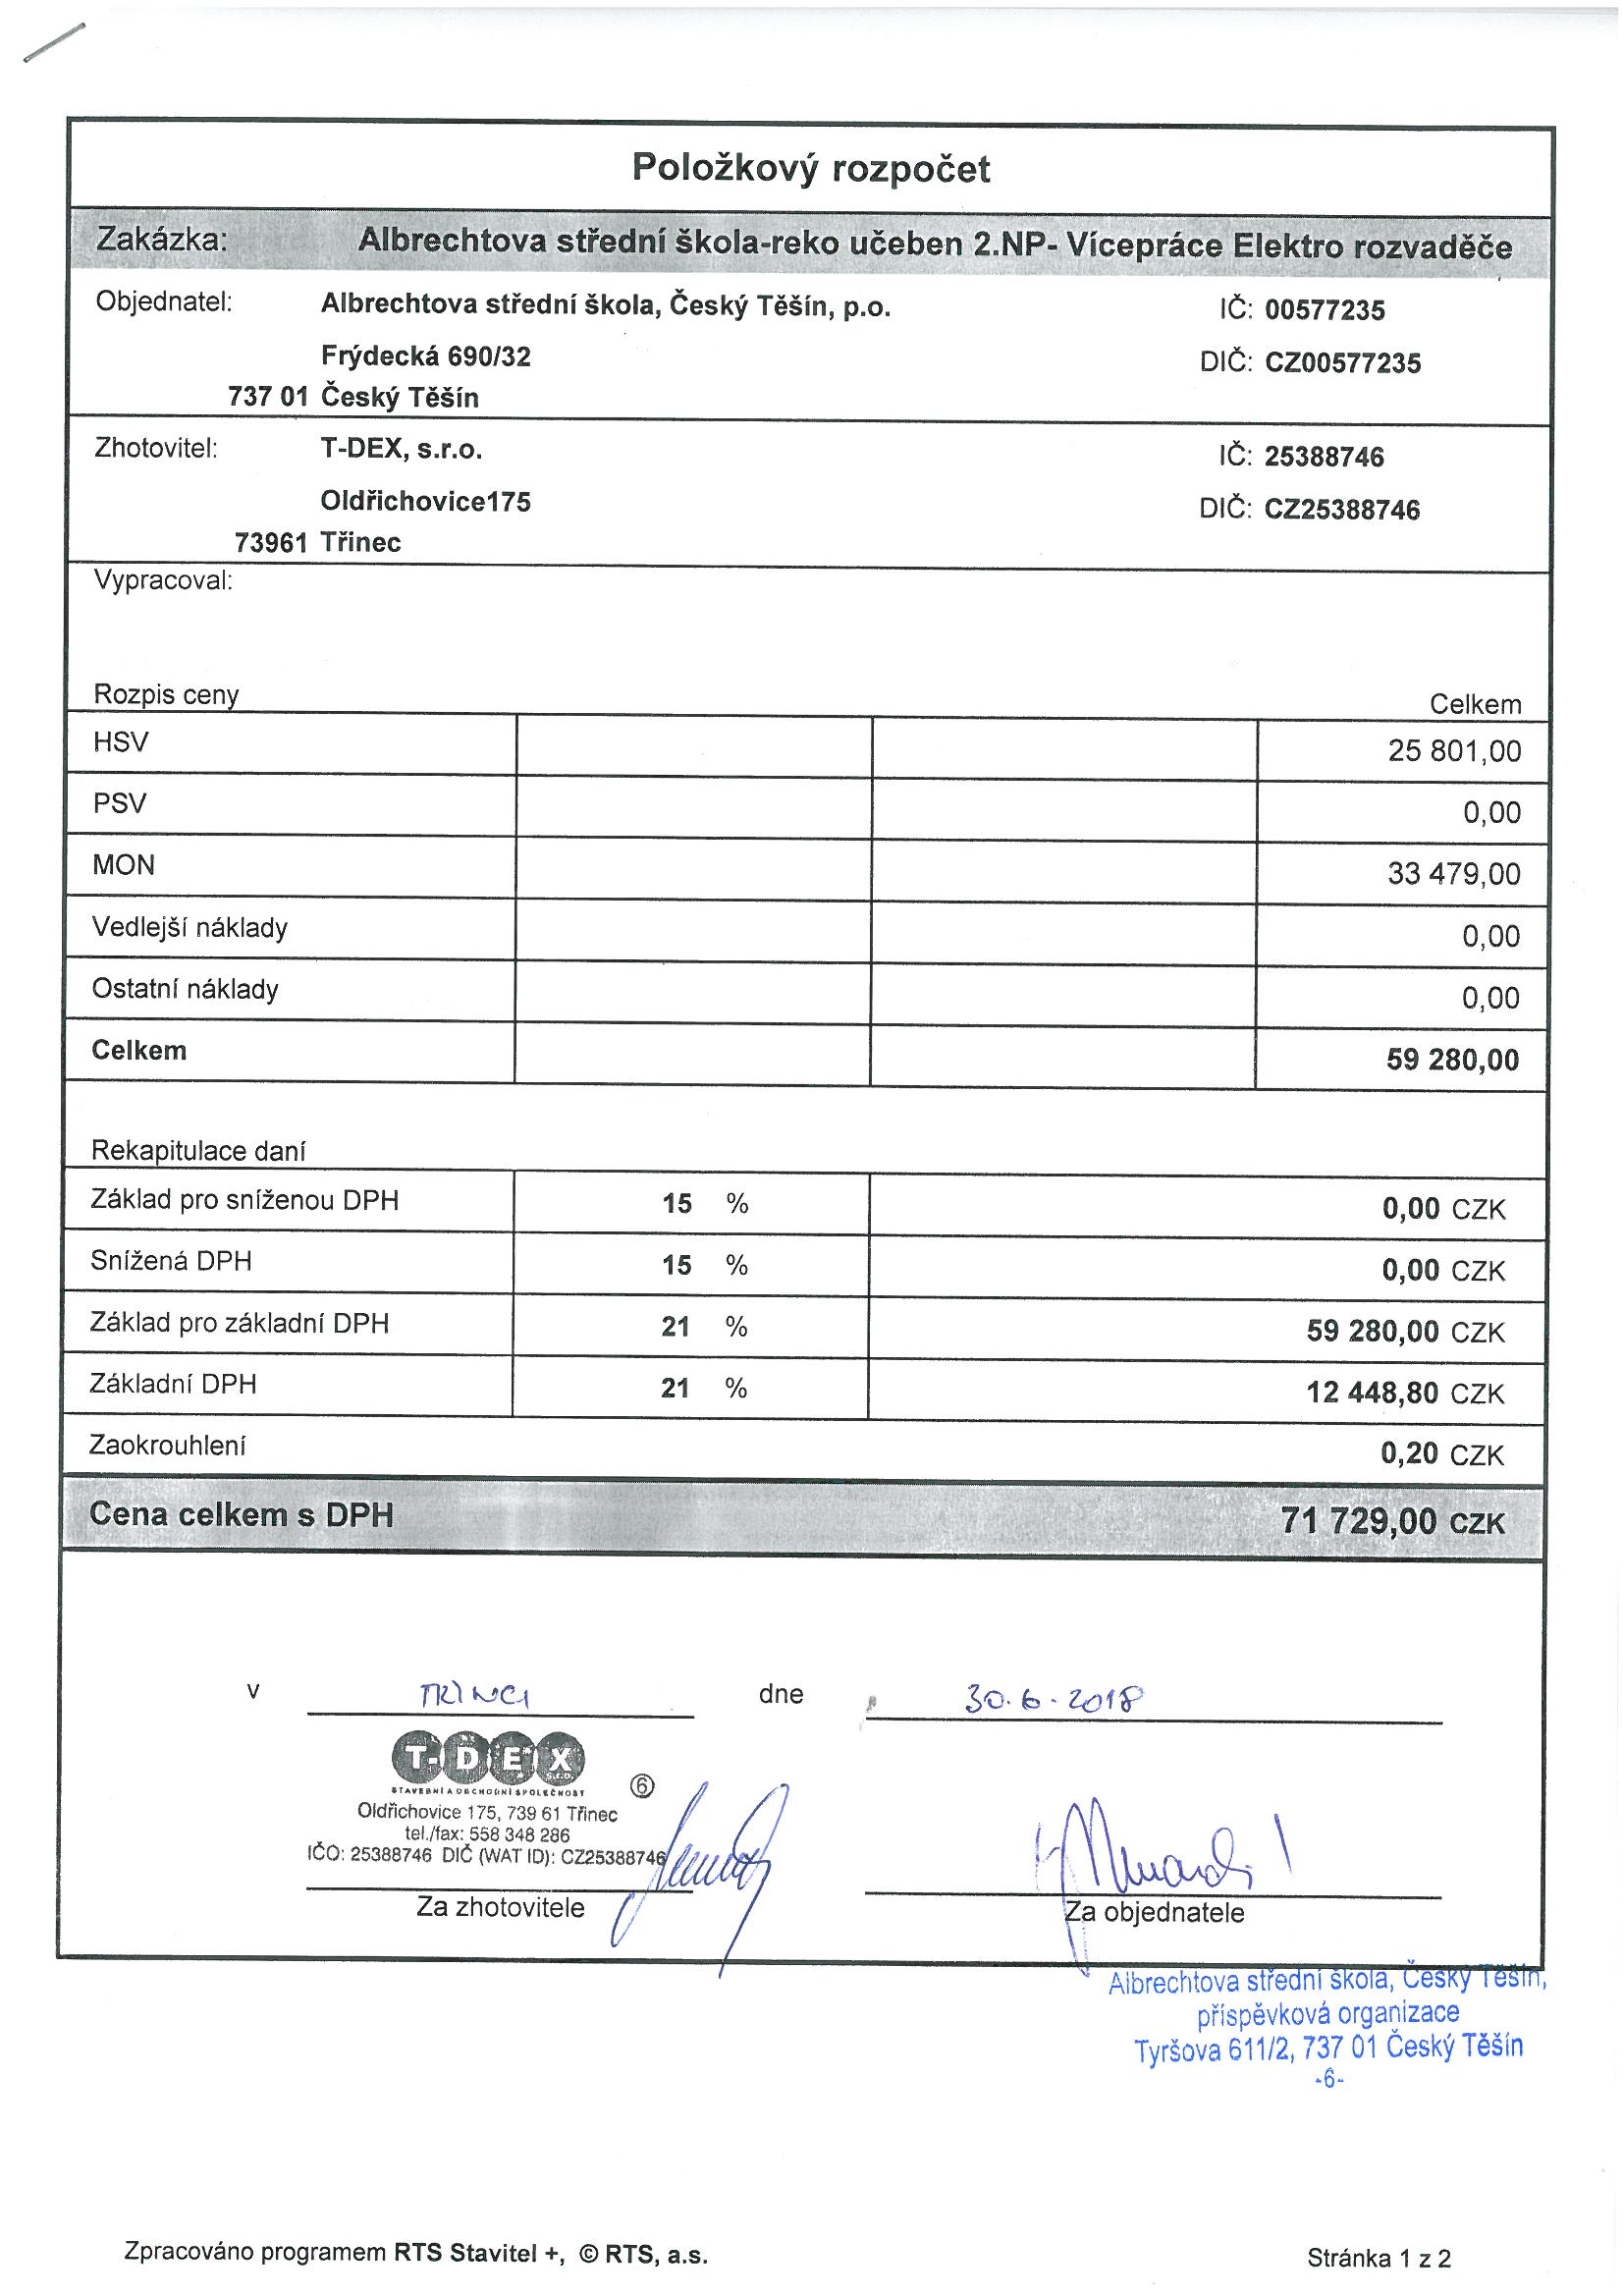 Položkový rozpočet
Zakázka: Albrechtova střední škola-reko učeben 2.NP- Vícepráce Elektro rozvaděče
Objednatel: Albrechtova střední škola, Český Těšín, p.o. IČ: 00577235
Frýdecká 690/32 DIČ: CZ00577235
737 01 Český Těšín
Zhotovitel: T-DEX, s.r.o. IČ: 25388746
Oldřichovice175 DIČ: CZ25388746
73961 Třinec
Vypracoval:
Rozpis ceny Celkem
HSV 25 801,00
PSV 0,00
MON 33 479,00
Vedlejší náklady 0,00
Ostatní náklady 0,00
Celkem 59 280,00
Rekapitulace daní
Základ pro sníženou DPH 15 % 0,00 CZK
Snížená DPH 15 % 0,00 CZK
Základ pro základní DPH 21 % 59 280,00 CZK
Základní DPH 21 % 12 448,80 CZK
Zaokrouhlení 0,20 CZK
Cena celkem s DPH 71 729,00 CZK
v TŘINCI dne 30.6.2018
T-DEX
STAVEBNÍ A OBCHODNÍ SPOLEČNOST
6
Oldřichovice 175, 739 61 Třinec
tel./fax: 558 348 286
IČO: 25388746 DIČ (WAT ID): CZ25388746
Za zhotovitele Za objednatele
Albrechtova střední škola, Český Těšín,
příspěvková organizace
Tyršova 611/2, 737 01 Český Těšín
-6-
Zpracováno programem RTS Stavitel +, © RTS, a.s. Stránka 1 z 2